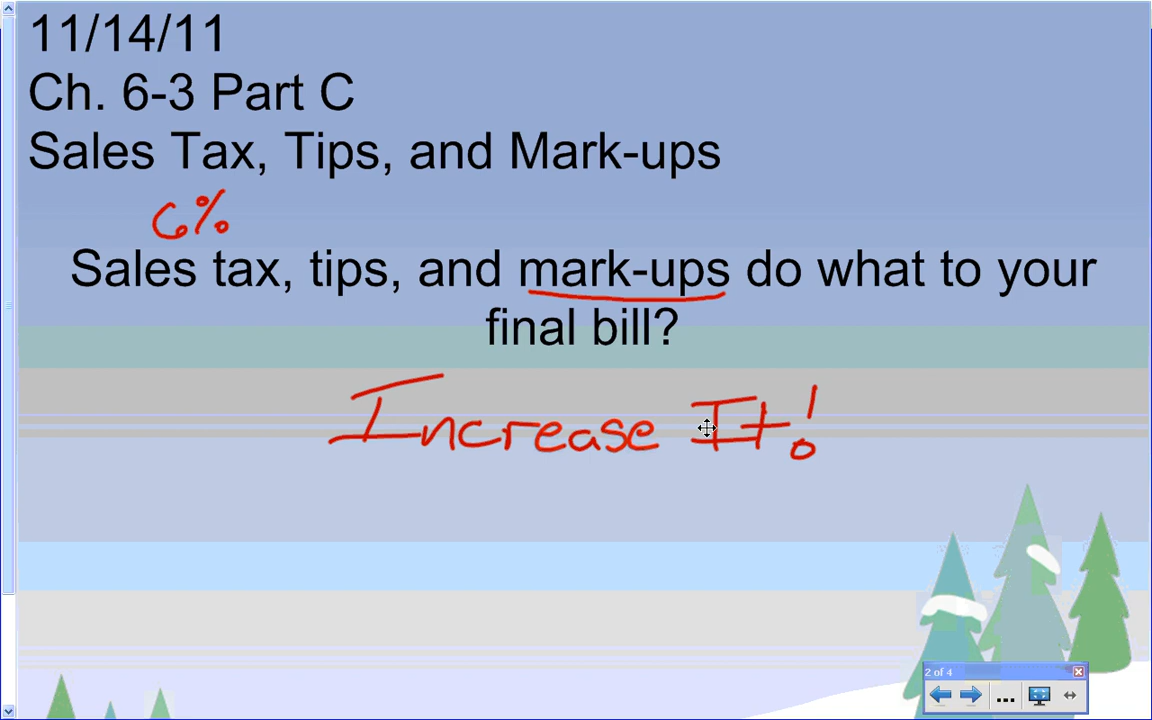 11/14/11
Ch. 6-3 Part C
Sales Tax, Tips, and Mark-ups
6%
Sales tax, tips, and mark-ups do what to your
final bill?
Increase It!
2 of 4
...